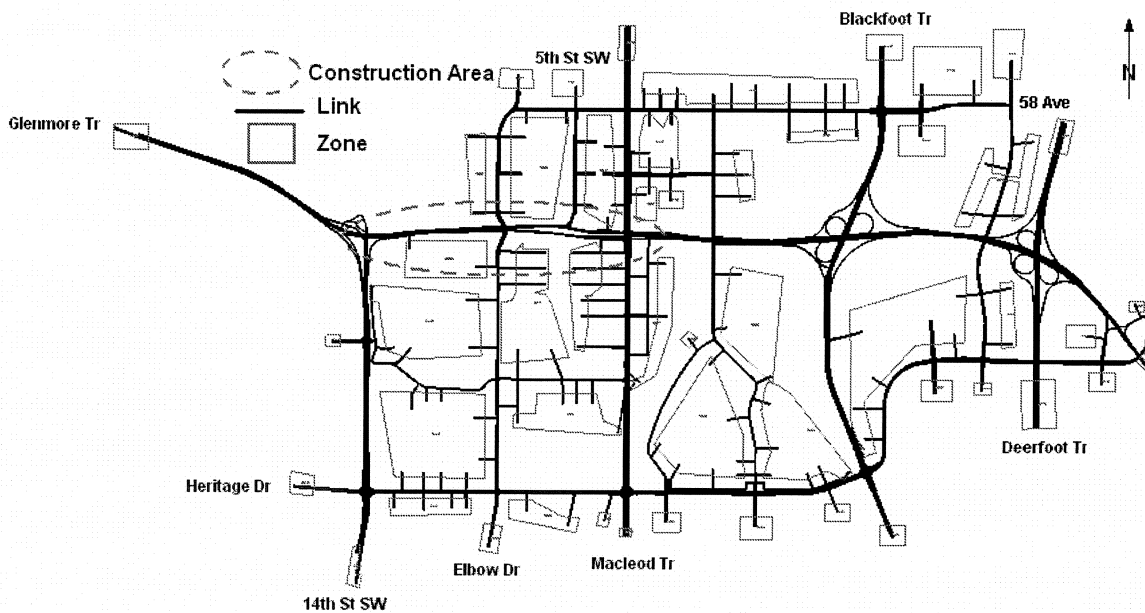 Blackfoot Tr
5th St SW
N
Construction Area
Link
58 Ave
Glenmore Tr
Zone
Deerfoot Tr
Heritage Dr
Elbow Dr
Macleod Tr
14th St SW